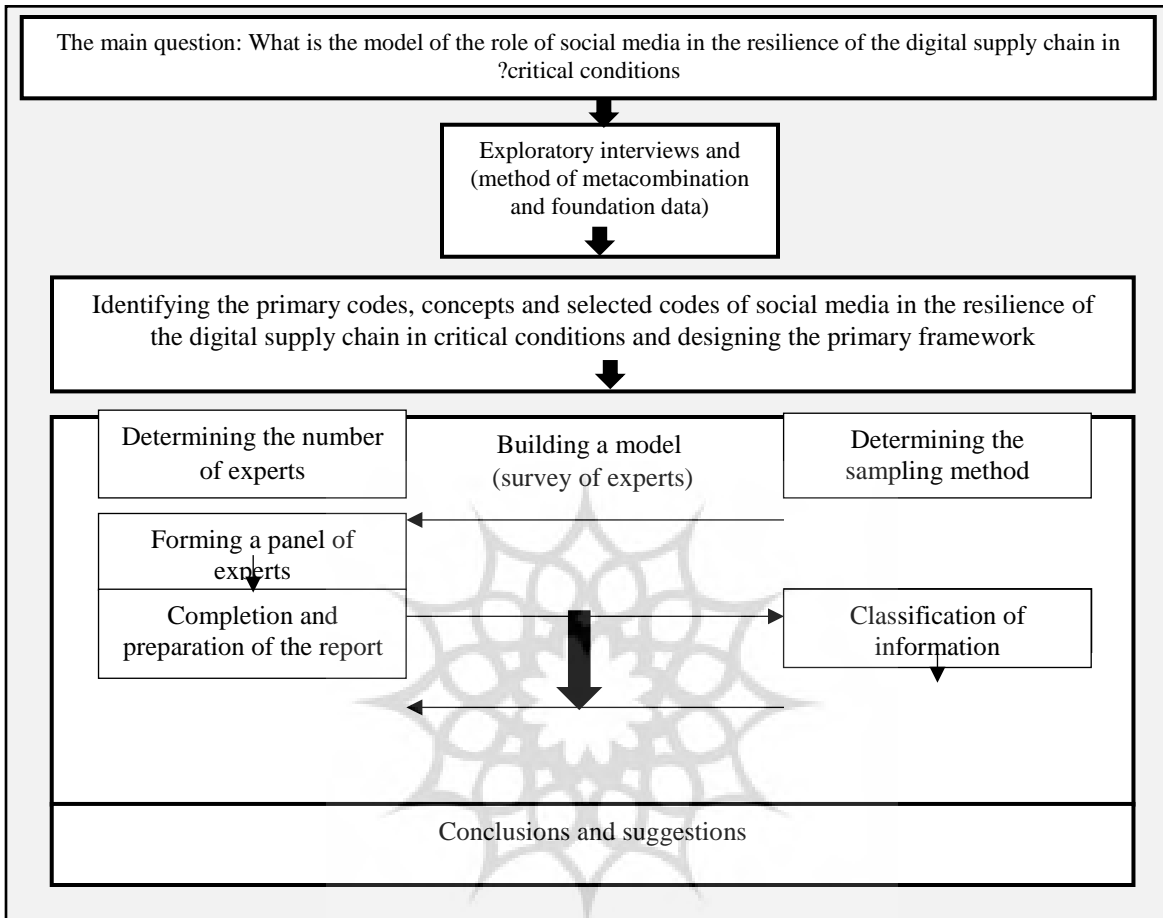 The main question: What is the model of the role of social media in the resilience of the digital supply chain in
?critical conditions
Exploratory interviews and
(method of metacombination
and foundation data)
Identifying the primary codes, concepts and selected codes of social media in the resilience of
the digital supply chain in critical conditions and designing the primary framework
Determining the number
of experts
Building a model
(survey of experts)
Determining the
sampling method
Forming a panel of
experts
Completion and
preparation of the report
Classification of
information
Conclusions and suggestions